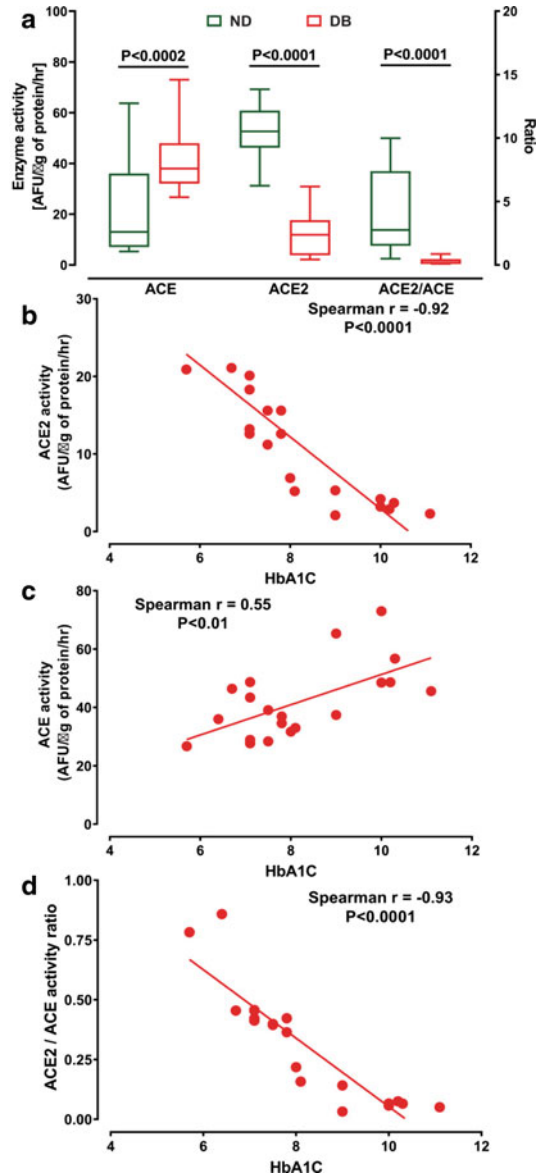 a
ND DB
P<0.0002 P<0.0001 P<0.0001
Enzyme activity
[AFU/▯g of protein/hr]
100
80
60
40
20
0
20
15
10
5
0
Ratio
ACE ACE2 ACE2/ACE
b
Spearman r = -0.92
P<0.0001
ACE2 activity
(AFU/▯g of protein/hr)
30
20
10
0
4 6 8 10 12
HbA1C
c
Spearman r = 0.55
P<0.01
ACE activity
(AFU/▯g of protein/hr)
80
60
40
20
0
4 6 8 10 12
HbA1C
d
Spearman r = -0.93
P<0.0001
ACE2 / ACE activity ratio
1.00
0.75
0.50
0.25
0.00
4 6 8 10 12
HbA1C